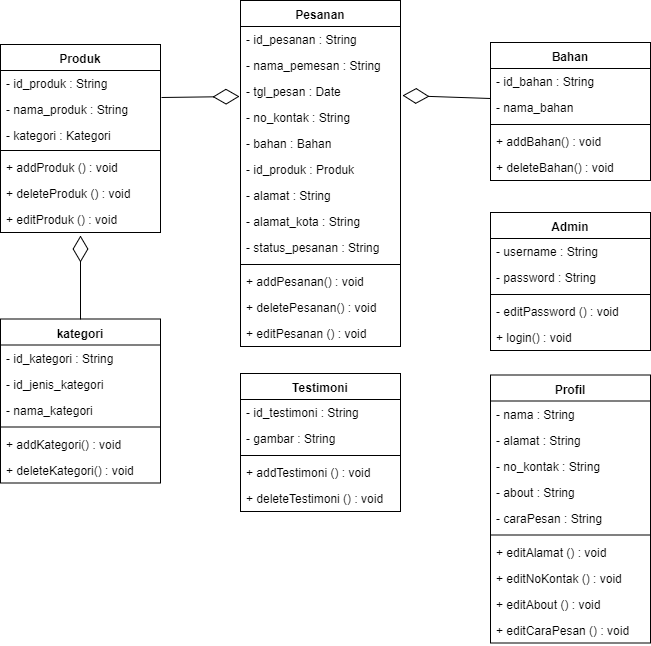 Produk
- id_produk : String
- nama_produk : String
- kategori : Kategori
+ addProduk () : void
+ deleteProduk () : void
+ editProduk () : void
Pesanan
- id_pesanan : String
- nama_pemesan : String
- tgl_pesan : Date
- no_kontak : String
- bahan : Bahan
- id_produk : Produk
- alamat : String
- alamat_kota : String
- status_pesanan : String
+ addPesanan() : void
+ deletePesanan() : void
+ editPesanan () : void
Bahan
- id_bahan : String
- nama_bahan
+ addBahan() : void
+ deleteBahan() : void
Admin
- username : String
- password : String
- editPassword () : void
+ login() : void
kategori
- id_kategori : String
- id_jenis_kategori
- nama_kategori
+ addKategori() : void
+ deleteKategori() : void
Testimoni
- id_testimoni : String
- gambar : String
+ addTestimoni () : void
+ deleteTestimoni () : void
Profil
- nama : String
- alamat : String
- no_kontak : String
- about : String
- caraPesan : String
+ editAlamat () : void
+ editNoKontak () : void
+ editAbout () : void
+ editCaraPesan () : void